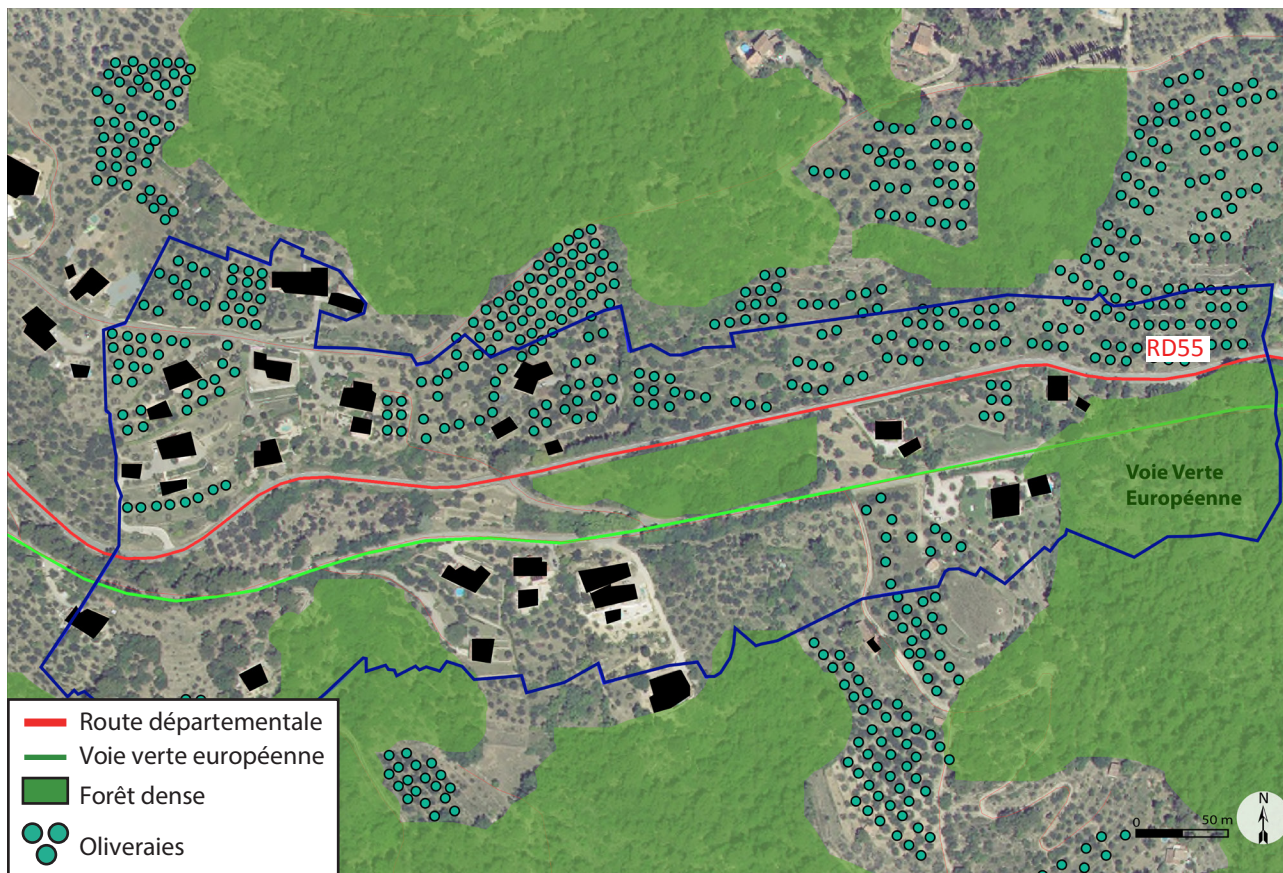 RD55
Voie Verte
Européenne
Route départementale
Voie verte européenne
Forêt dense
Oliveraies
N
0 50 m